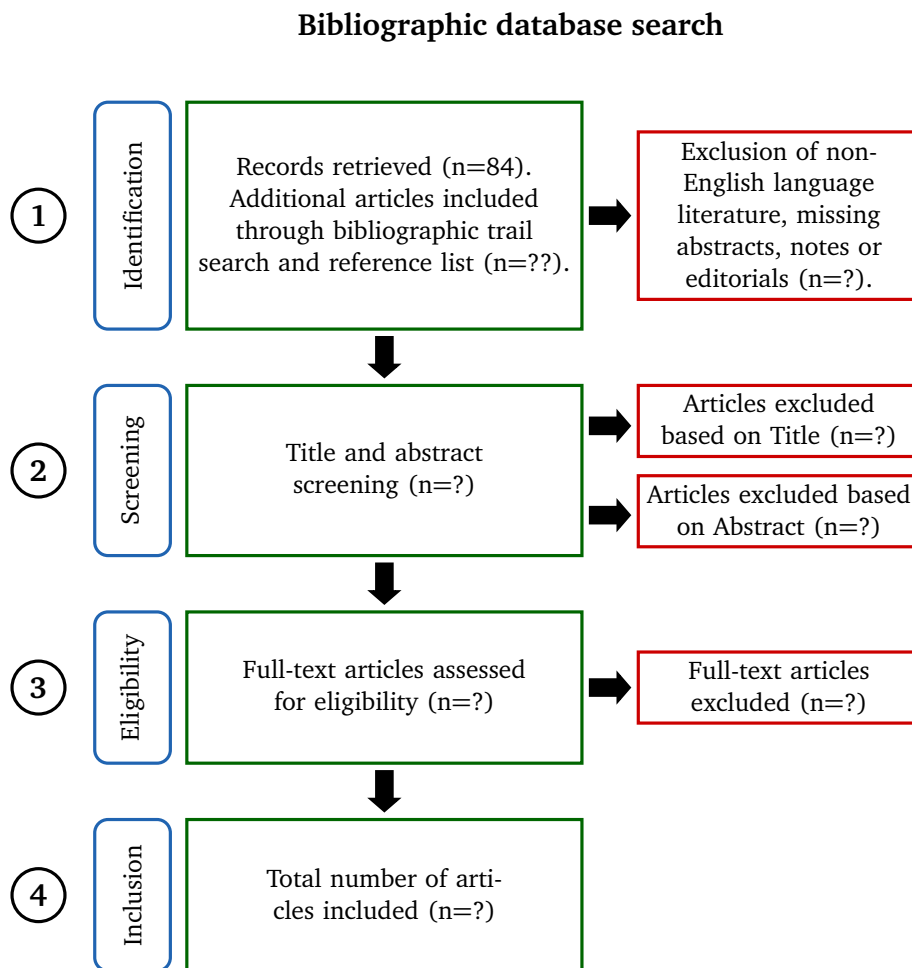 Bibliographic database search
1
Identification
Records retrieved (n=84).
Additional articles included
through bibliographic trail
search and reference list (n=??).
Exclusion of non-
English language
literature, missing
abstracts, notes or
editorials (n=?).
2
Screening
Title and abstract
screening (n=?)
Articles excluded
based on Title (n=?)
Articles excluded based
on Abstract (n=?)
3
Eligibility
Full-text articles assessed
for eligibility (n=?)
Full-text articles
excluded (n=?)
4
Inclusion
Total number of arti-
cles included (n=?)